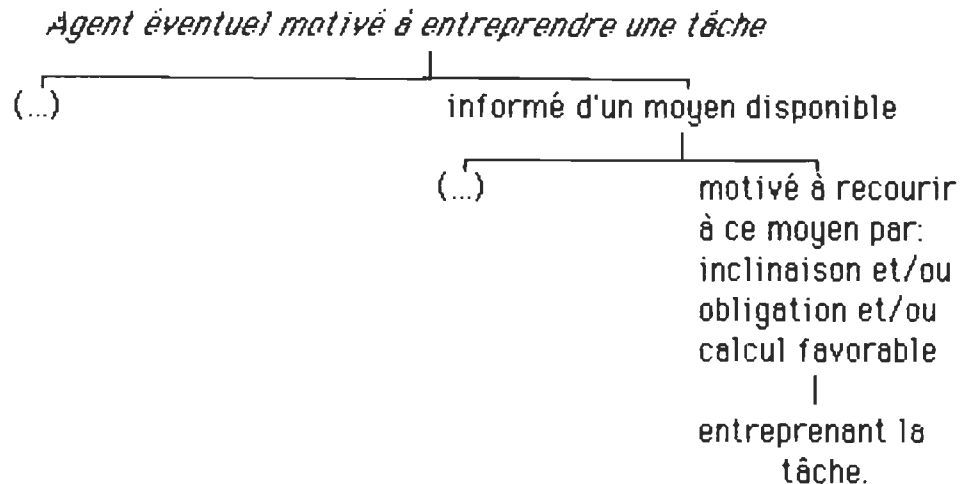 Agent éventuel motivé à entreprendre une tâche
(...)
informé d'un moyen disponible
(...)
motivé à recourir
à ce moyen par:
inclinaison et/ou
obligation et/ou
calcul favorable
entreprenant la
tâche.